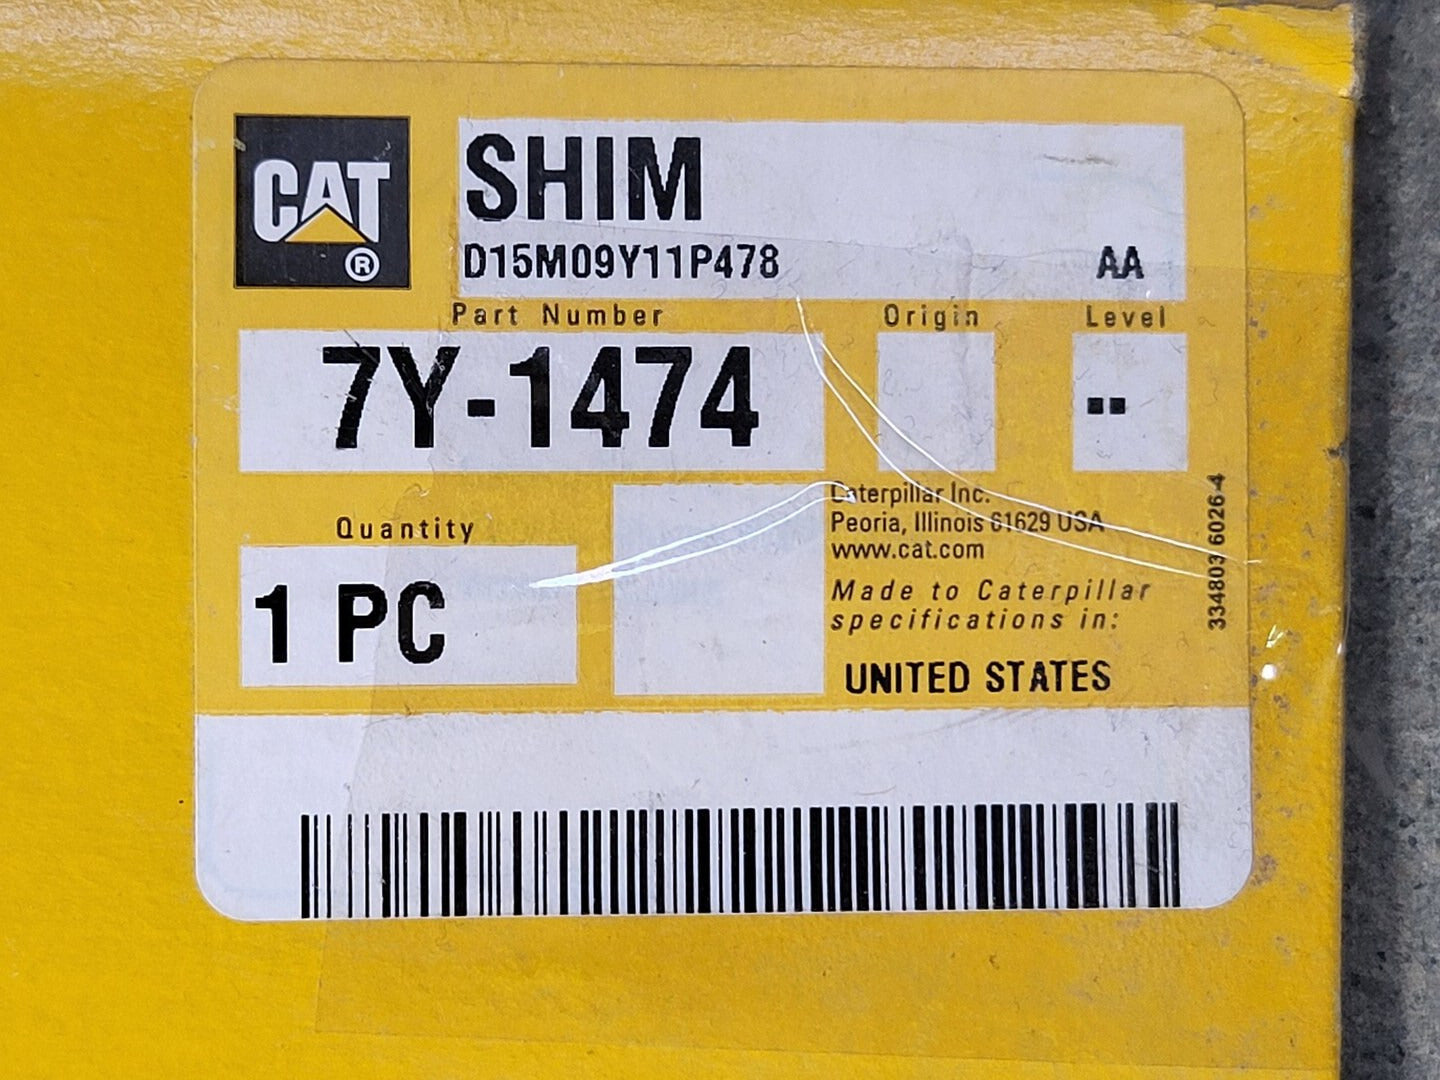 CAT
®
SHIM
D15M09Y11P478 AA
Part Number Origin Level
7Y-1474 --
Quantity
1 PC
Caterpillar Inc.
Peoria, Illinois 61629 USA
www.cat.com
Made to Caterpillar
specifications in:
UNITED STATES
334803 6026-4